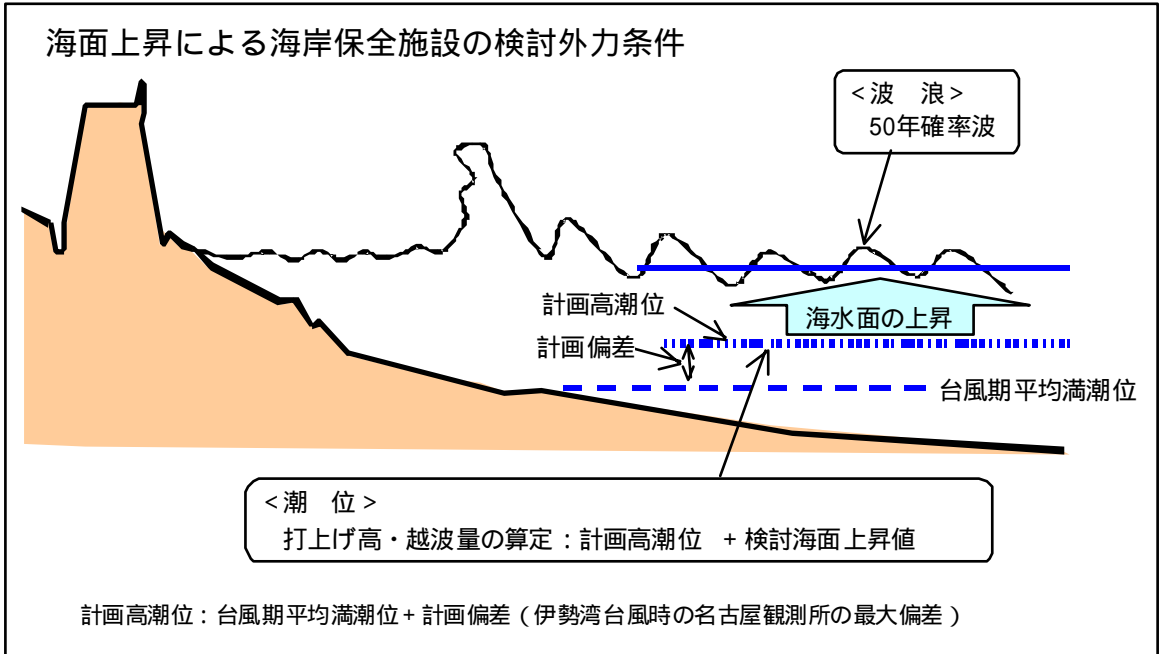 海面上昇による海岸保全施設の検討外力条件
<波　浪>
50年確率波
計画高潮位
海水面の上昇
計画偏差
台風期平均満潮位
<潮　位>
打上げ高・越波量の算定：計画高潮位　+検討海面上昇値
計画高潮位：台風期平均満潮位+計画偏差（伊勢湾台風時の名古屋観測所の最大偏差）